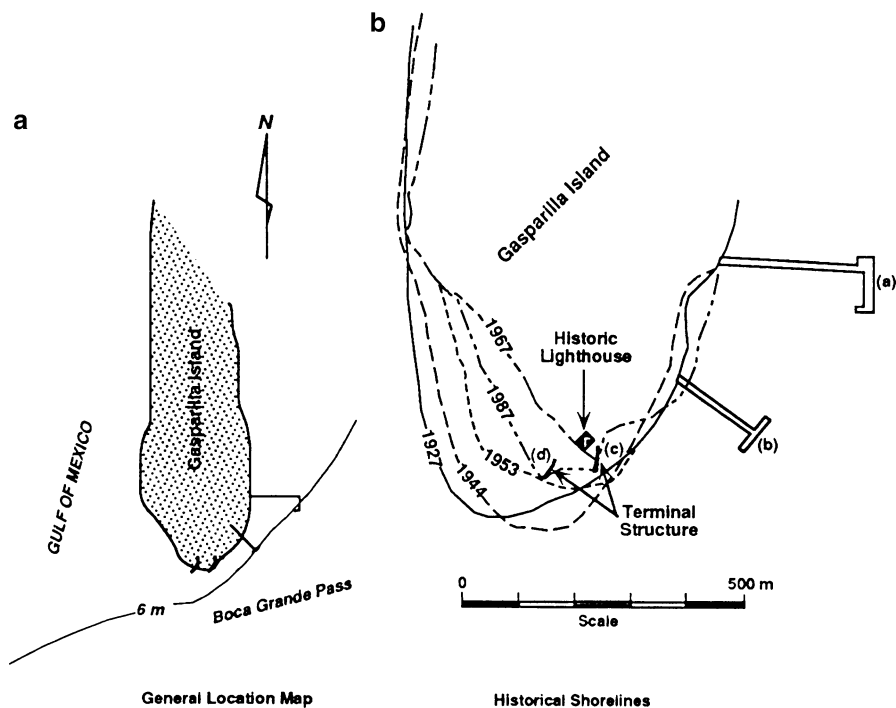 a
N
Gasparilla Island
GULF OF MEXICO
6 m
Boca Grande Pass
General Location Map
b
Gasparilla Island
(a)
1967
Historic
Lighthouse
1987
(b)
(d)
(c)
1927
1953
1944
Terminal
Structure
0
500 m
Scale
Historical Shorelines